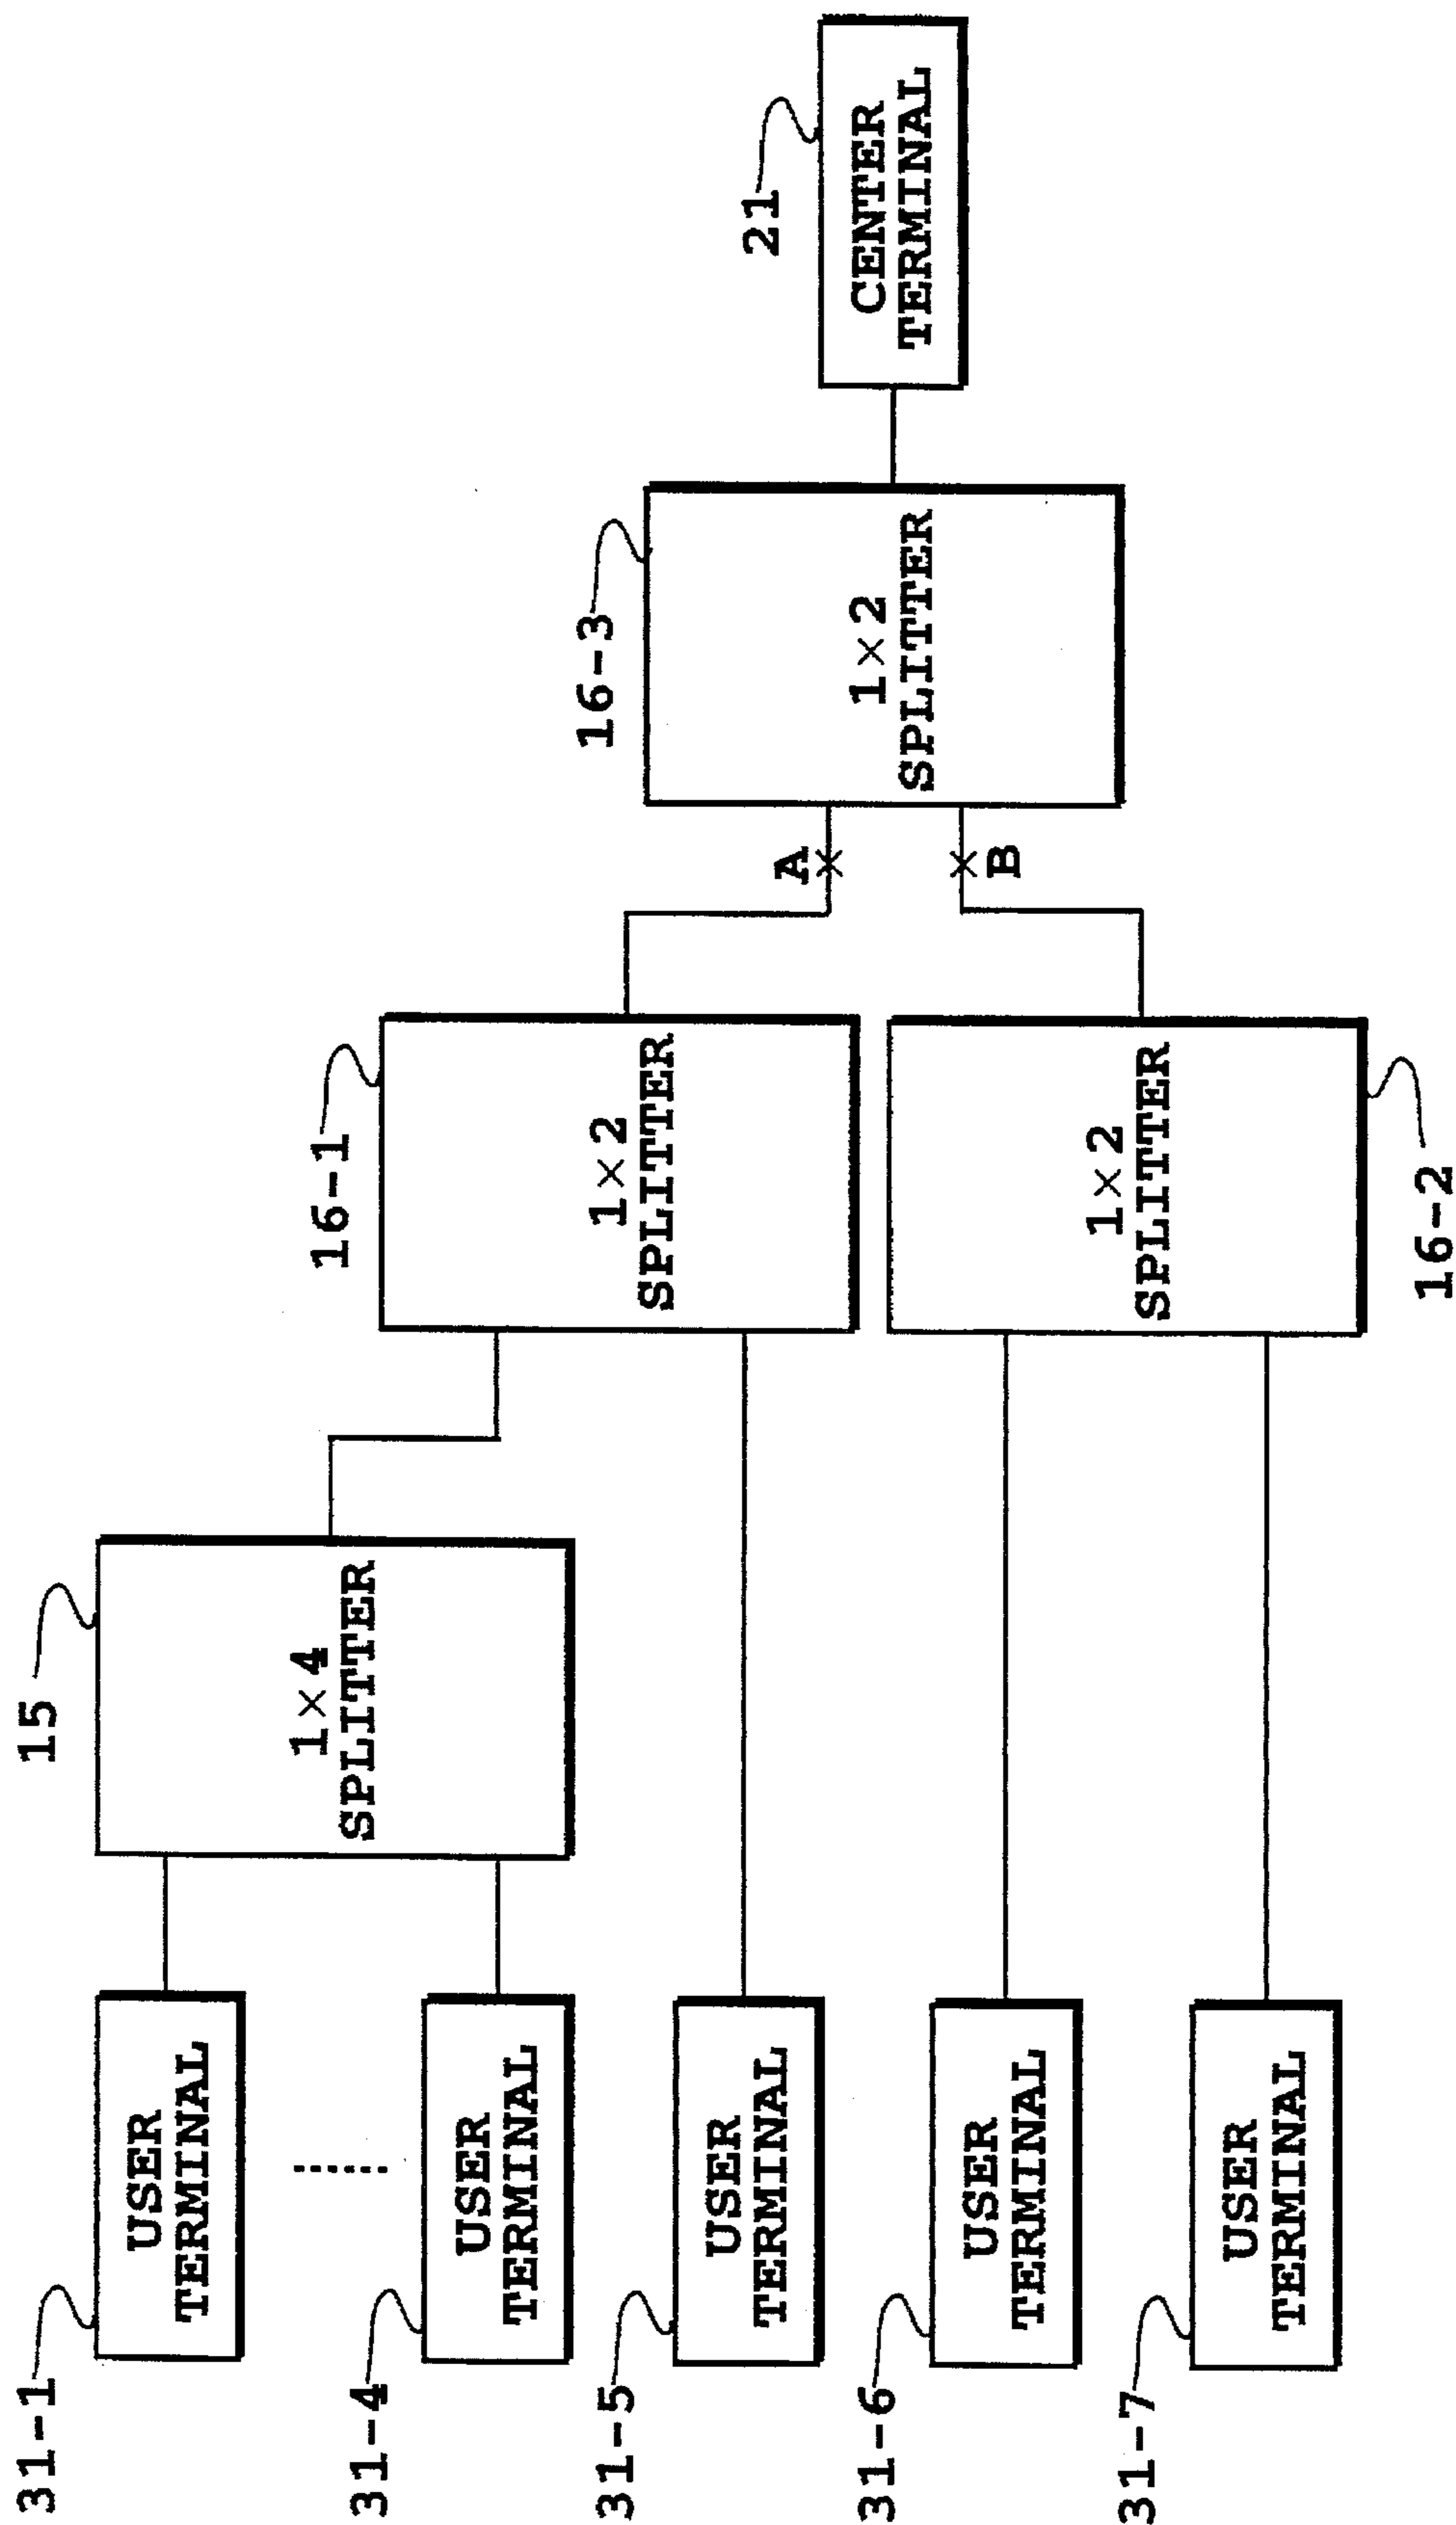 31-1
USER
TERMINAL
31-4
USER
TERMINAL
31-5
USER
TERMINAL
31-6
USER
TERMINAL
31-7
USER
TERMINAL
15
1×4
SPLITTER
16-1
1×2
SPLITTER
1×2
SPLITTER
16-2
A
B
16-3
1×2
SPLITTER
21
CENTER
TERMINAL